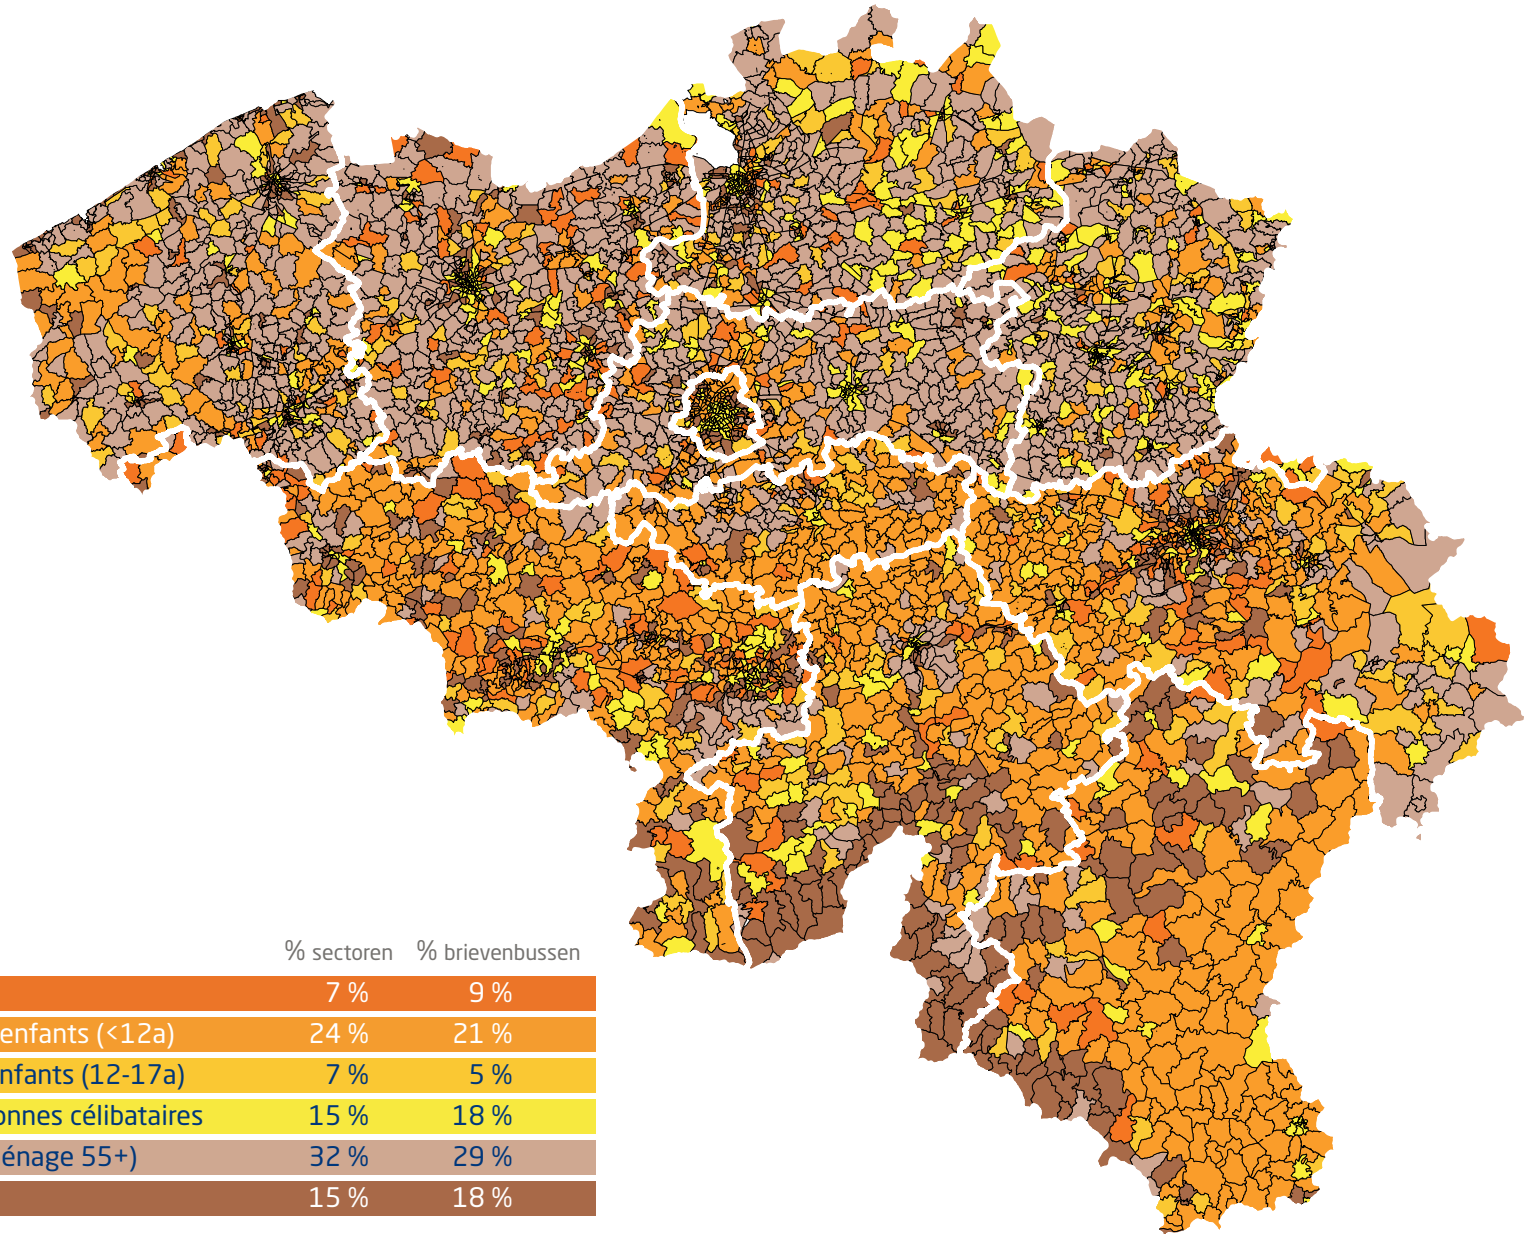 % sectoren % brievenbussen
7 % 9 %
enfants (<12a) 24 % 21 %
nfants (12-17a) 7 % 5 %
onnes célibataires 15 % 18 %
énage 55+) 32 % 29 %
15 % 18 %